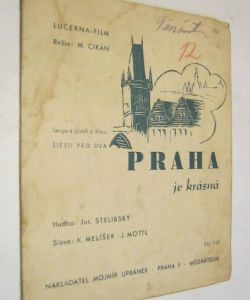 LUCERNA-FILM
Režie: M. CIKÁN
12
Tango a píseň z filmu
ŠTĚSTÍ PRO DVA
PRAHA
je krásná
Hudba: Jos. STELIBSKÝ
Slova: K. MELÍŠEK - J. MOTTL
NAKLADATEL MOJMÍR URBÁNEK - PRAHA II - MOZARTEUM